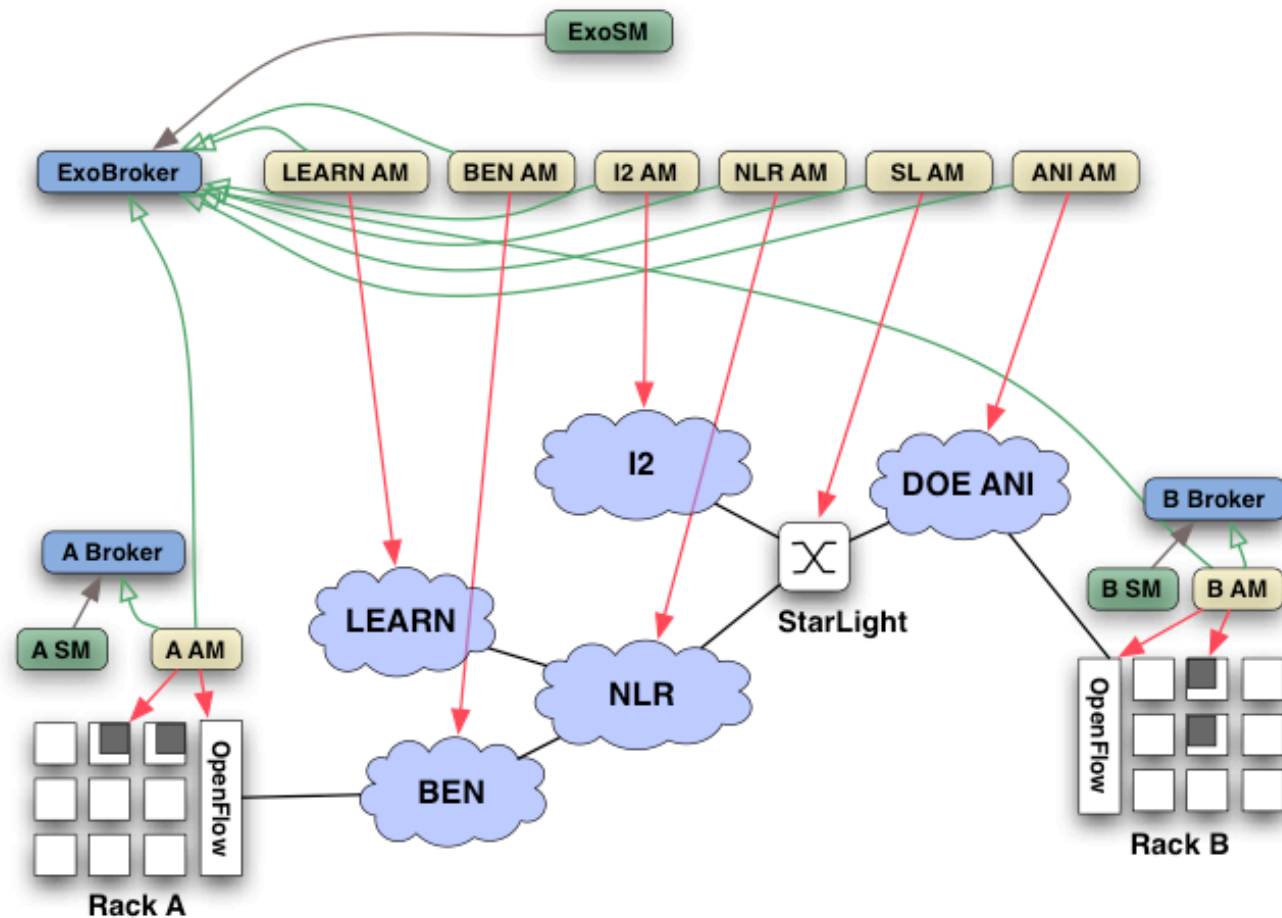 ExoSM
ExoBroker
LEARN AM
BEN AM
I2 AM
NLR AM
SL AM
ANI AM
I2
DOE ANI
B Broker
A Broker
StarLight
B SM
B AM
LEARN
A SM
A AM
NLR
OpenFlow
OpenFlow
BEN
Rack B
Rack A